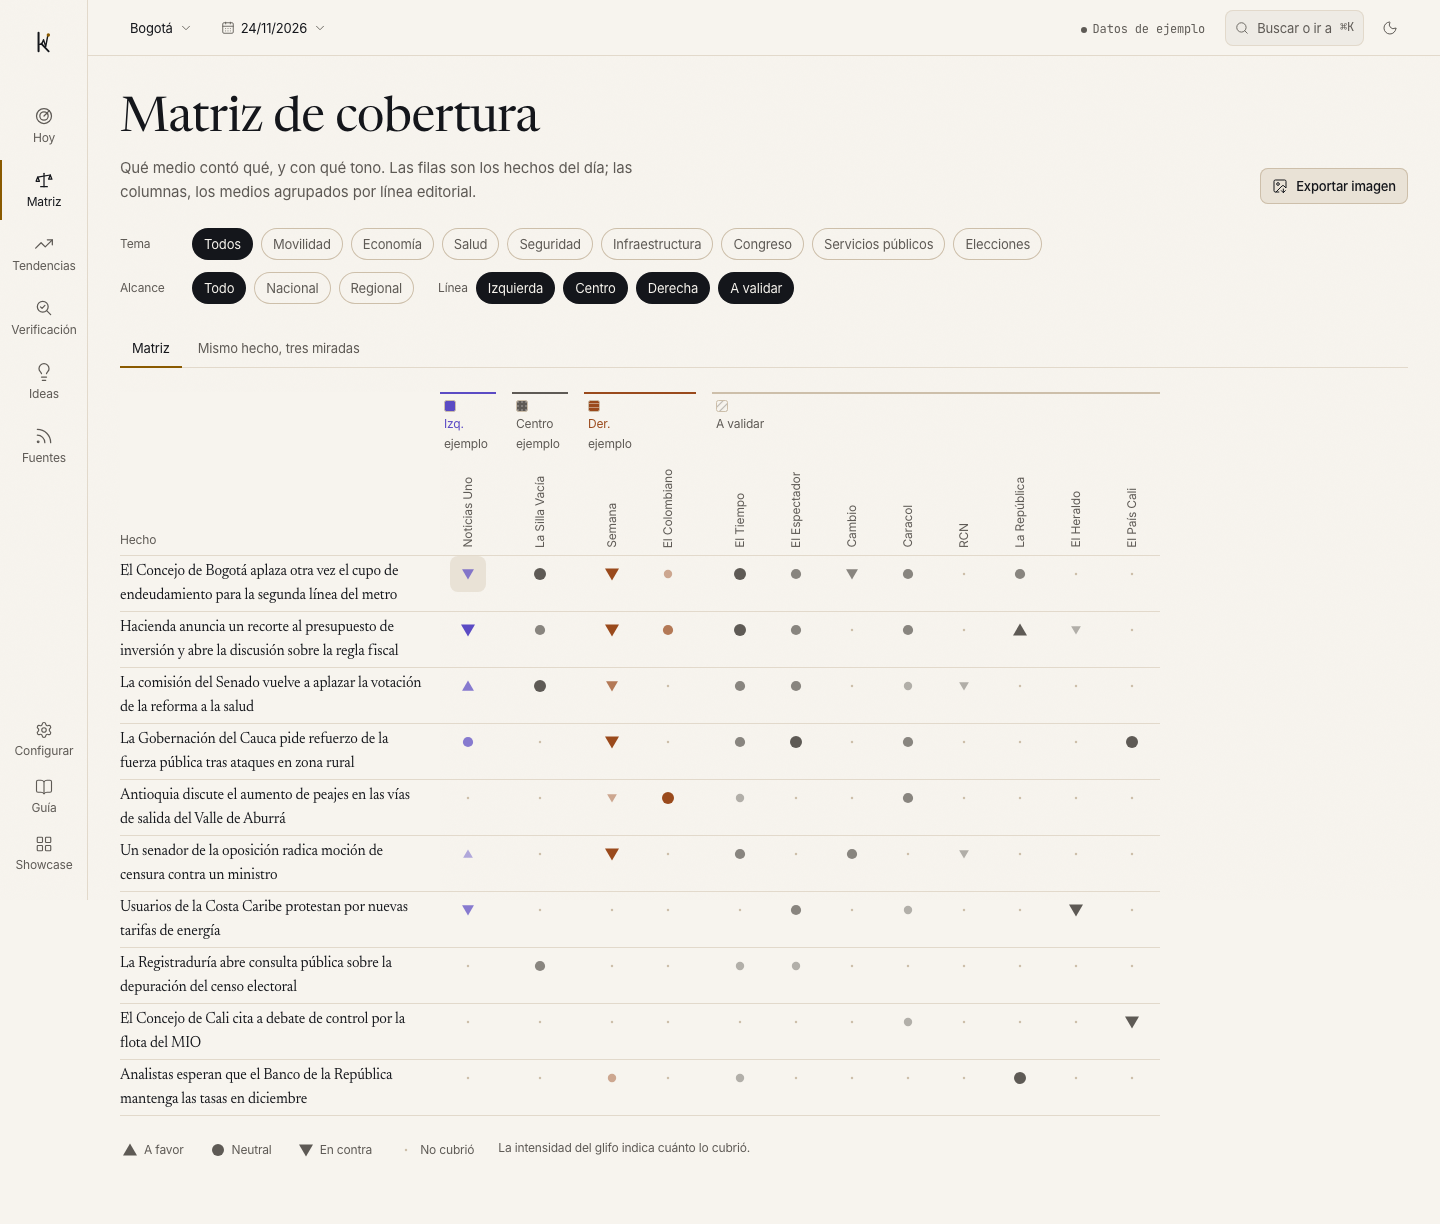 Bogotá
24/11/2026
Datos de ejemplo
Buscar o ir a ⌘K
Hoy
Matriz
Tendencias
Verificación
Ideas
Fuentes
Configurar
Guía
Showcase
Matriz de cobertura
Qué medio contó qué, y con qué tono. Las filas son los hechos del día; las
columnas, los medios agrupados por línea editorial.
Exportar imagen
Tema Todos Movilidad Economía Salud Seguridad Infraestructura Congreso Servicios públicos Elecciones
Alcance Todo Nacional Regional Línea Izquierda Centro Derecha A validar
Matriz Mismo hecho, tres miradas
Izq.
ejemplo
Centro
ejemplo
Der.
ejemplo
A validar
Hecho
Noticias Uno
La Silla Vacía
Semana
El Colombiano
El Tiempo
El Espectador
Cambio
Caracol
RCN
La República
El Heraldo
El País Cali
El Concejo de Bogotá aplaza otra vez el cupo de
endeudamiento para la segunda línea del metro
Hacienda anuncia un recorte al presupuesto de
inversión y abre la discusión sobre la regla fiscal
La comisión del Senado vuelve a aplazar la votación
de la reforma a la salud
La Gobernación del Cauca pide refuerzo de la
fuerza pública tras ataques en zona rural
Antioquia discute el aumento de peajes en las vías
de salida del Valle de Aburrá
Un senador de la oposición radica moción de
censura contra un ministro
Usuarios de la Costa Caribe protestan por nuevas
tarifas de energía
La Registraduría abre consulta pública sobre la
depuración del censo electoral
El Concejo de Cali cita a debate de control por la
flota del MIO
Analistas esperan que el Banco de la República
mantenga las tasas en diciembre
A favor Neutral En contra No cubrió La intensidad del glifo indica cuánto lo cubrió.